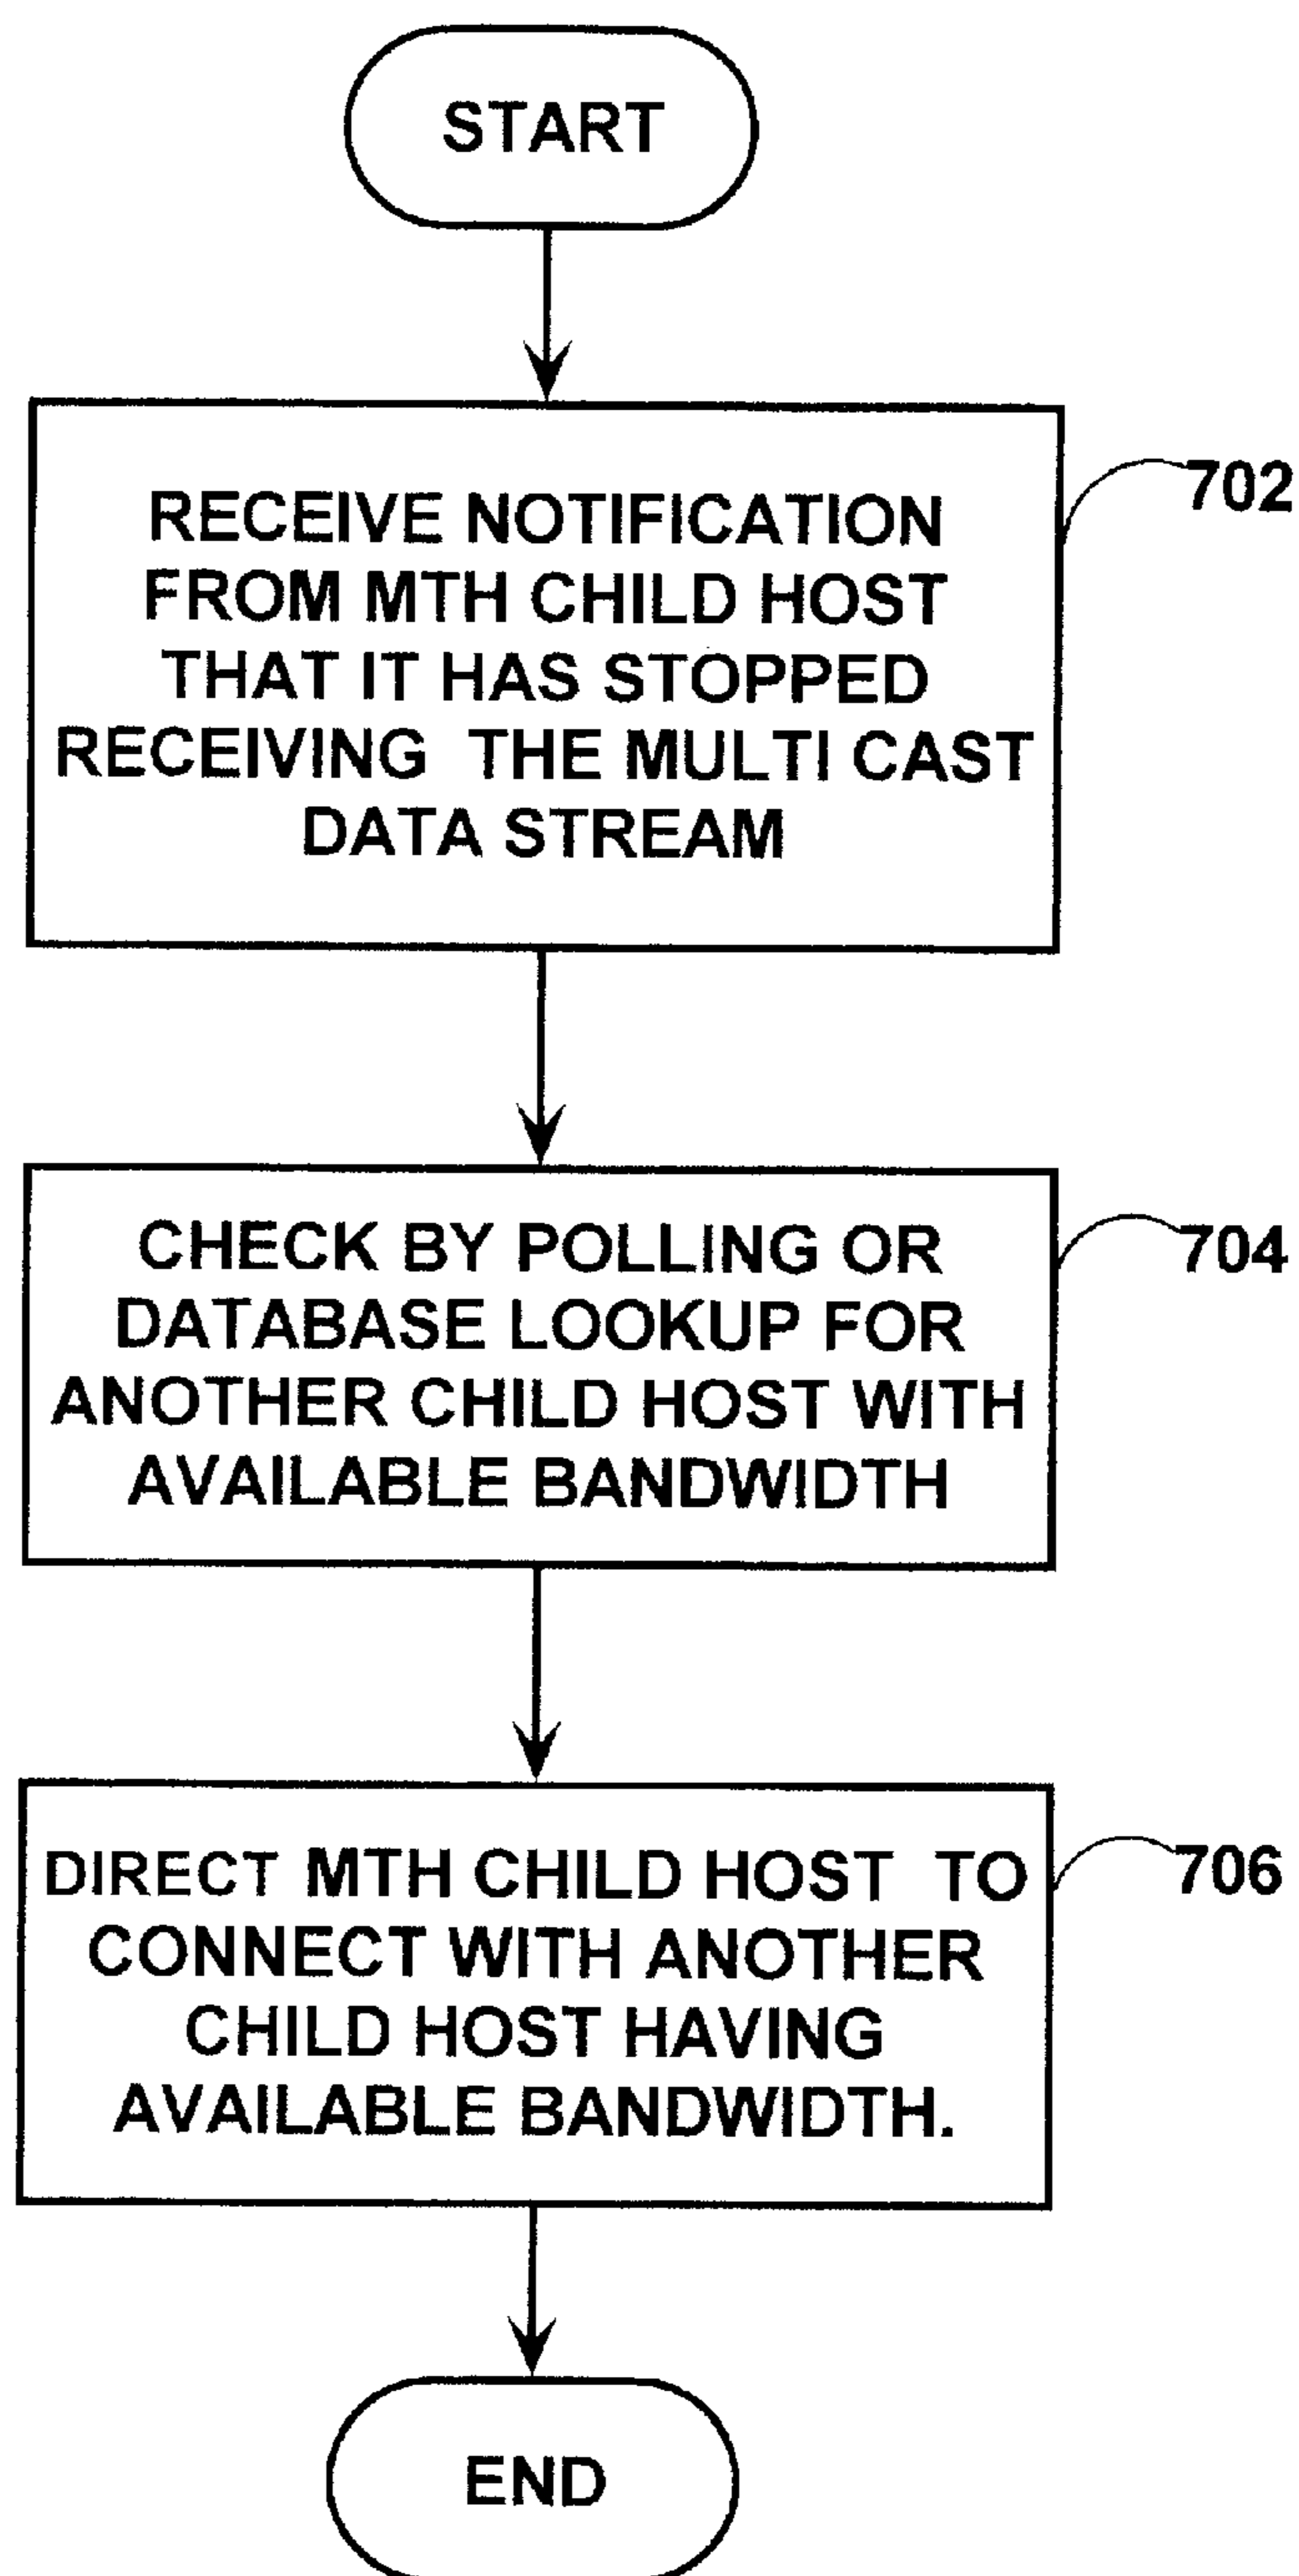 START
RECEIVE NOTIFICATION
FROM MTH CHILD HOST
THAT IT HAS STOPPED
RECEIVING THE MULTI CAST
DATA STREAM
702
CHECK BY POLLING OR
DATABASE LOOKUP FOR
ANOTHER CHILD HOST WITH
AVAILABLE BANDWIDTH
704
DIRECT MTH CHILD HOST TO
CONNECT WITH ANOTHER
CHILD HOST HAVING
AVAILABLE BANDWIDTH.
706
END